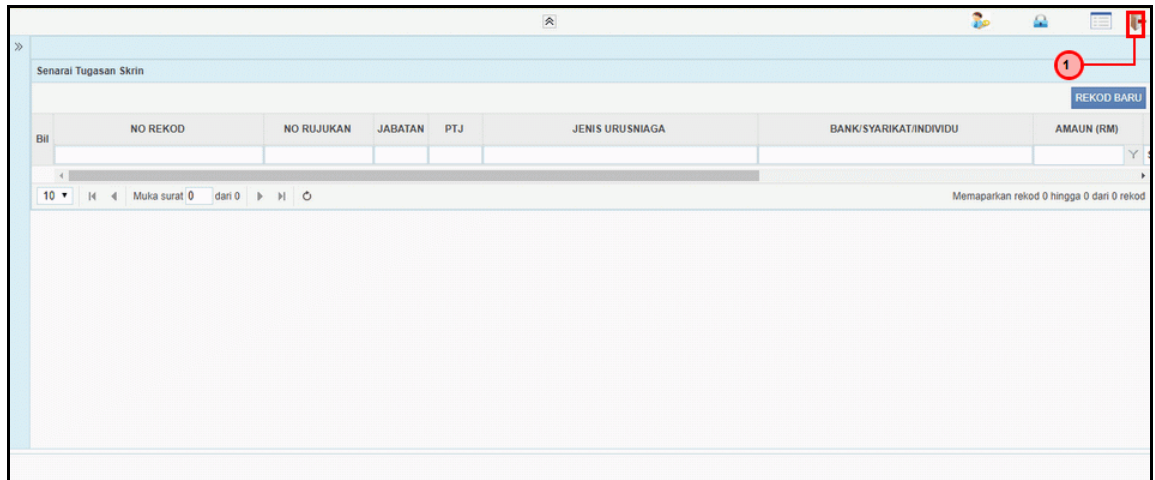 1
Senarai Tugasan Skrin
REKOD BARU
Bil NO REKOD NO RUJUKAN JABATAN PTJ JENIS URUSNIAGA BANK/SYARIKAT/INDIVIDU AMAUN (RM)
10 Muka surat 0 dari 0 Memaparkan rekod 0 hingga 0 dari 0 rekod